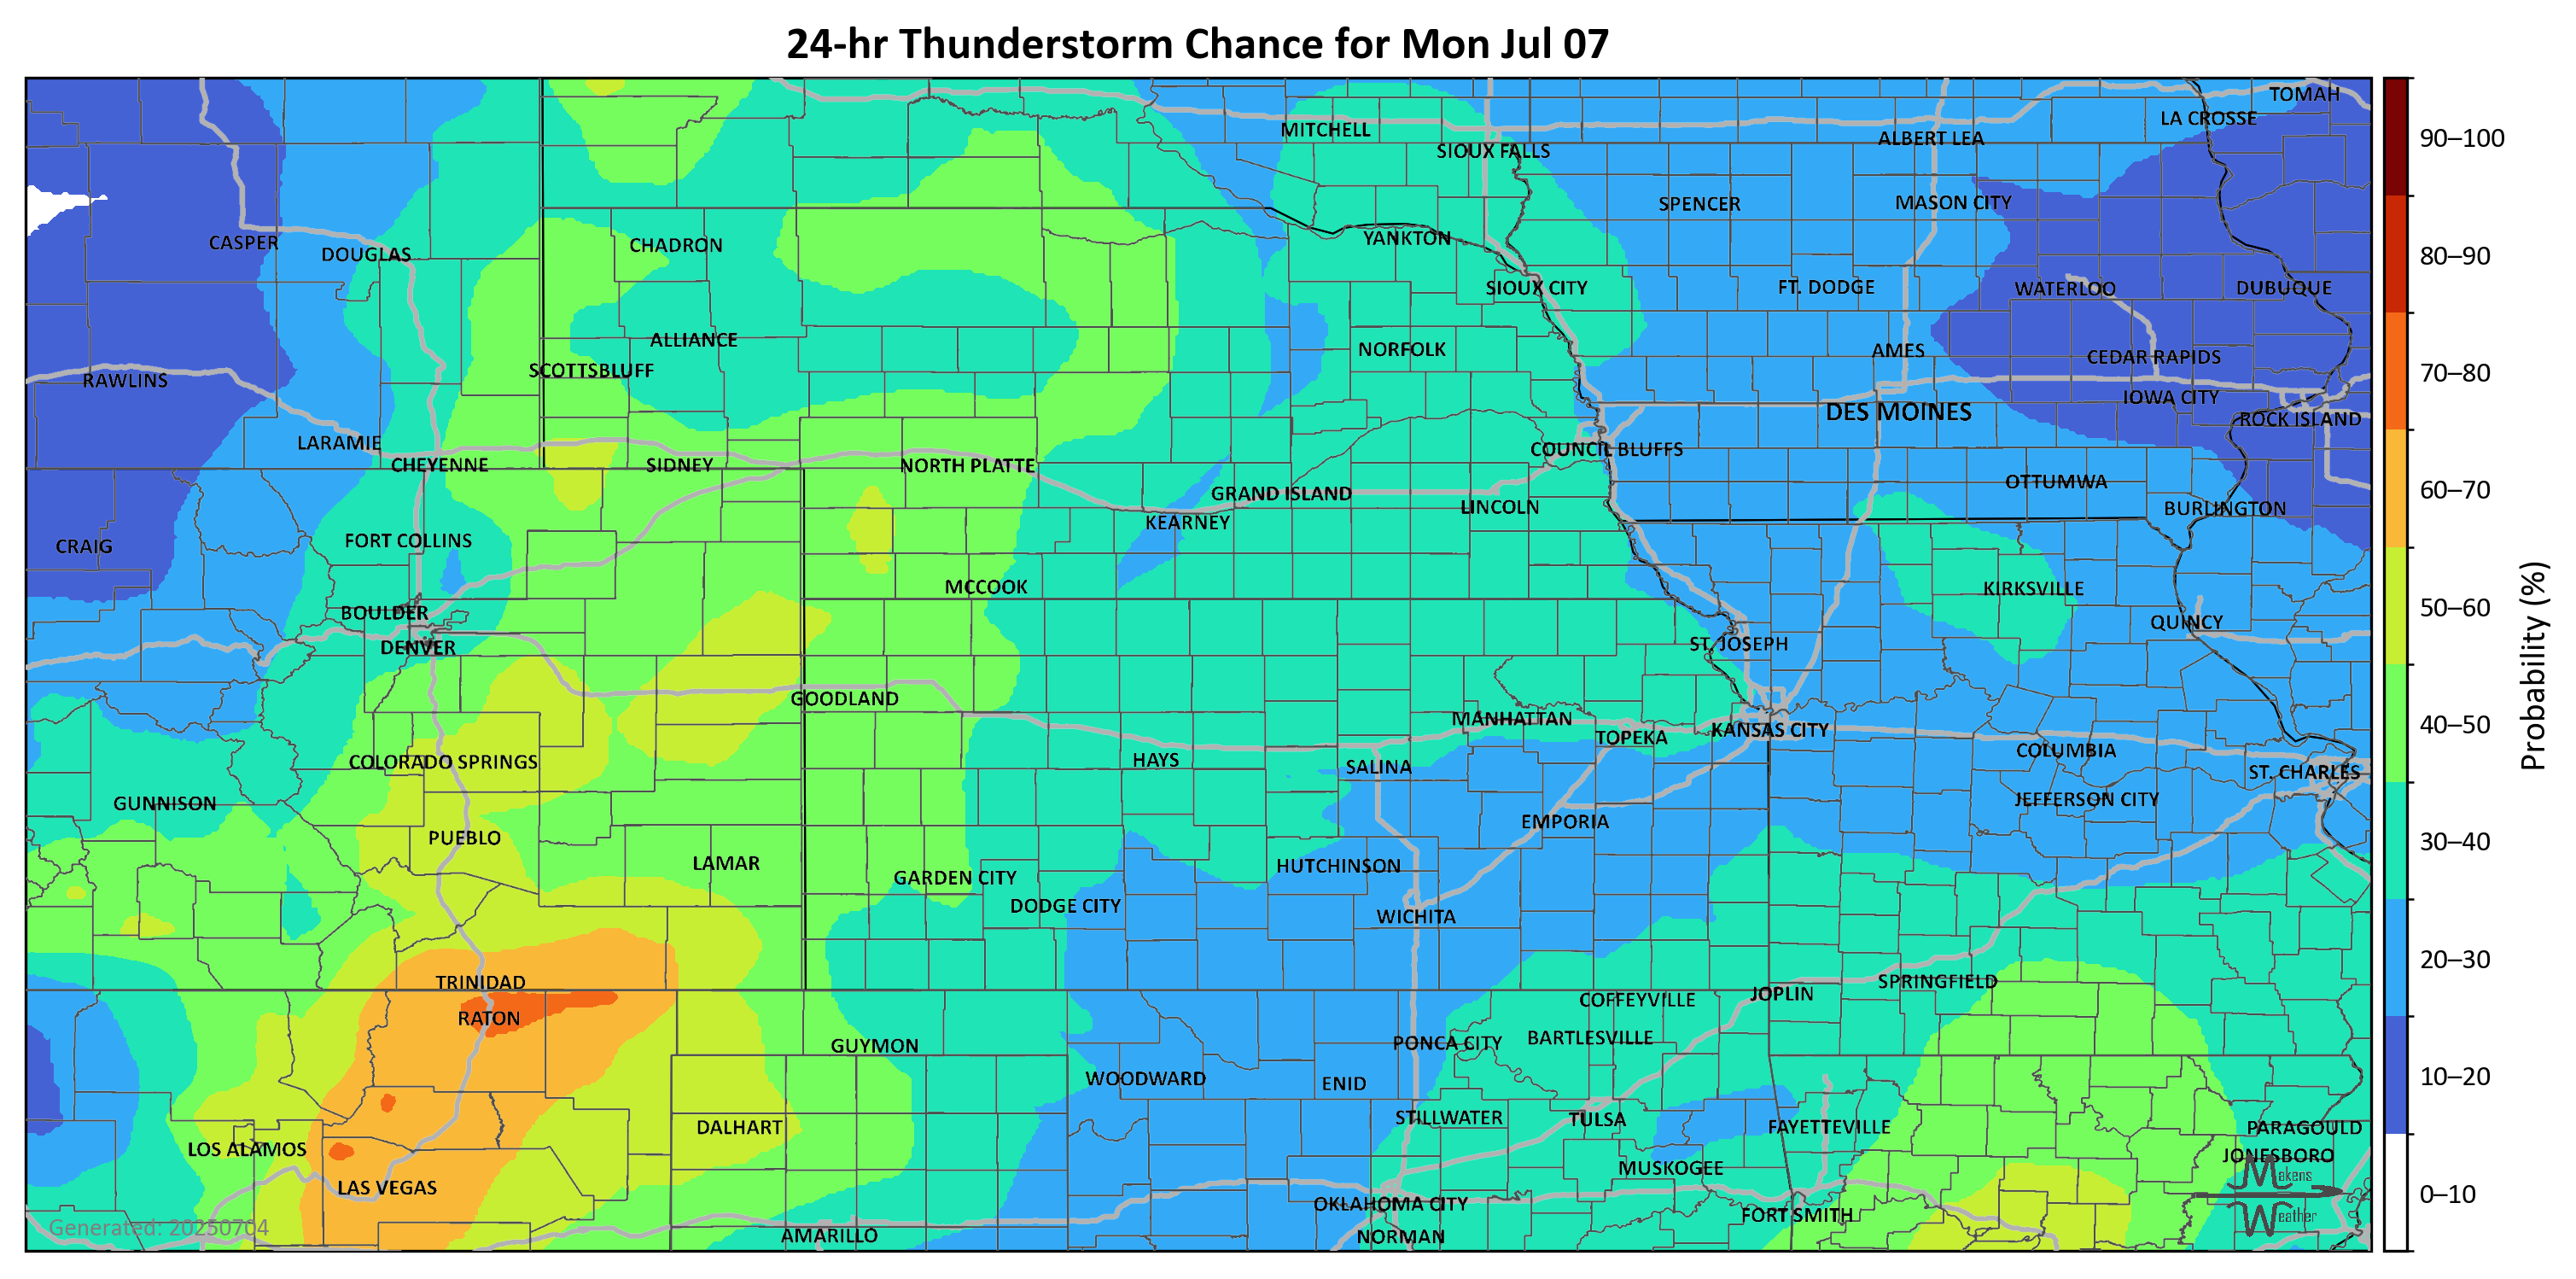 24-hr Thunderstorm Chance for Mon Jul 07
TOMAH
LA CROSSE
MITCHELL
ALBERT LEA
90–100
SIOUX FALLS
SPENCER
MASON CITY
CASPER
DOUGLAS
CHADRON
YANKTON
80–90
SIOUX CITY
FT. DODGE
WATERLOO
DUBUQUE
ALLIANCE
NORFOLK
AMES
CEDAR RAPIDS
RAWLINS
SCOTTSBLUFF
70–80
IOWA CITY
DES MOINES
ROCK ISLAND
LARAMIE
COUNCIL BLUFFS
CHEYENNE
SIDNEY
NORTH PLATTE
OTTUMWA
60–70
GRAND ISLAND
LINCOLN
BURLINGTON
KEARNEY
CRAIG
FORT COLLINS
MCCOOK
KIRKSVILLE
BOULDER
QUINCY
50–60
DENVER
ST. JOSEPH
Probability (%)
GOODLAND
MANHATTAN
TOPEKA
KANSAS CITY
40–50
COLORADO SPRINGS
HAYS
SALINA
COLUMBIA
ST. CHARLES
GUNNISON
JEFFERSON CITY
PUEBLO
EMPORIA
30–40
LAMAR
GARDEN CITY
HUTCHINSON
DODGE CITY
WICHITA
20–30
TRINIDAD
SPRINGFIELD
RATON
COFFEYVILLE
JOPLIN
GUYMON
PONCA CITY
BARTLESVILLE
WOODWARD
ENID
10–20
DALHART
STILLWATER
TULSA
FAYETTEVILLE
PARAGOULD
LOS ALAMOS
MUSKOGEE
JONESBORO
LAS VEGAS
Makens
0–10
OKLAHOMA CITY
FORT SMITH
Weather
Generated: 20250704
AMARILLO
NORMAN